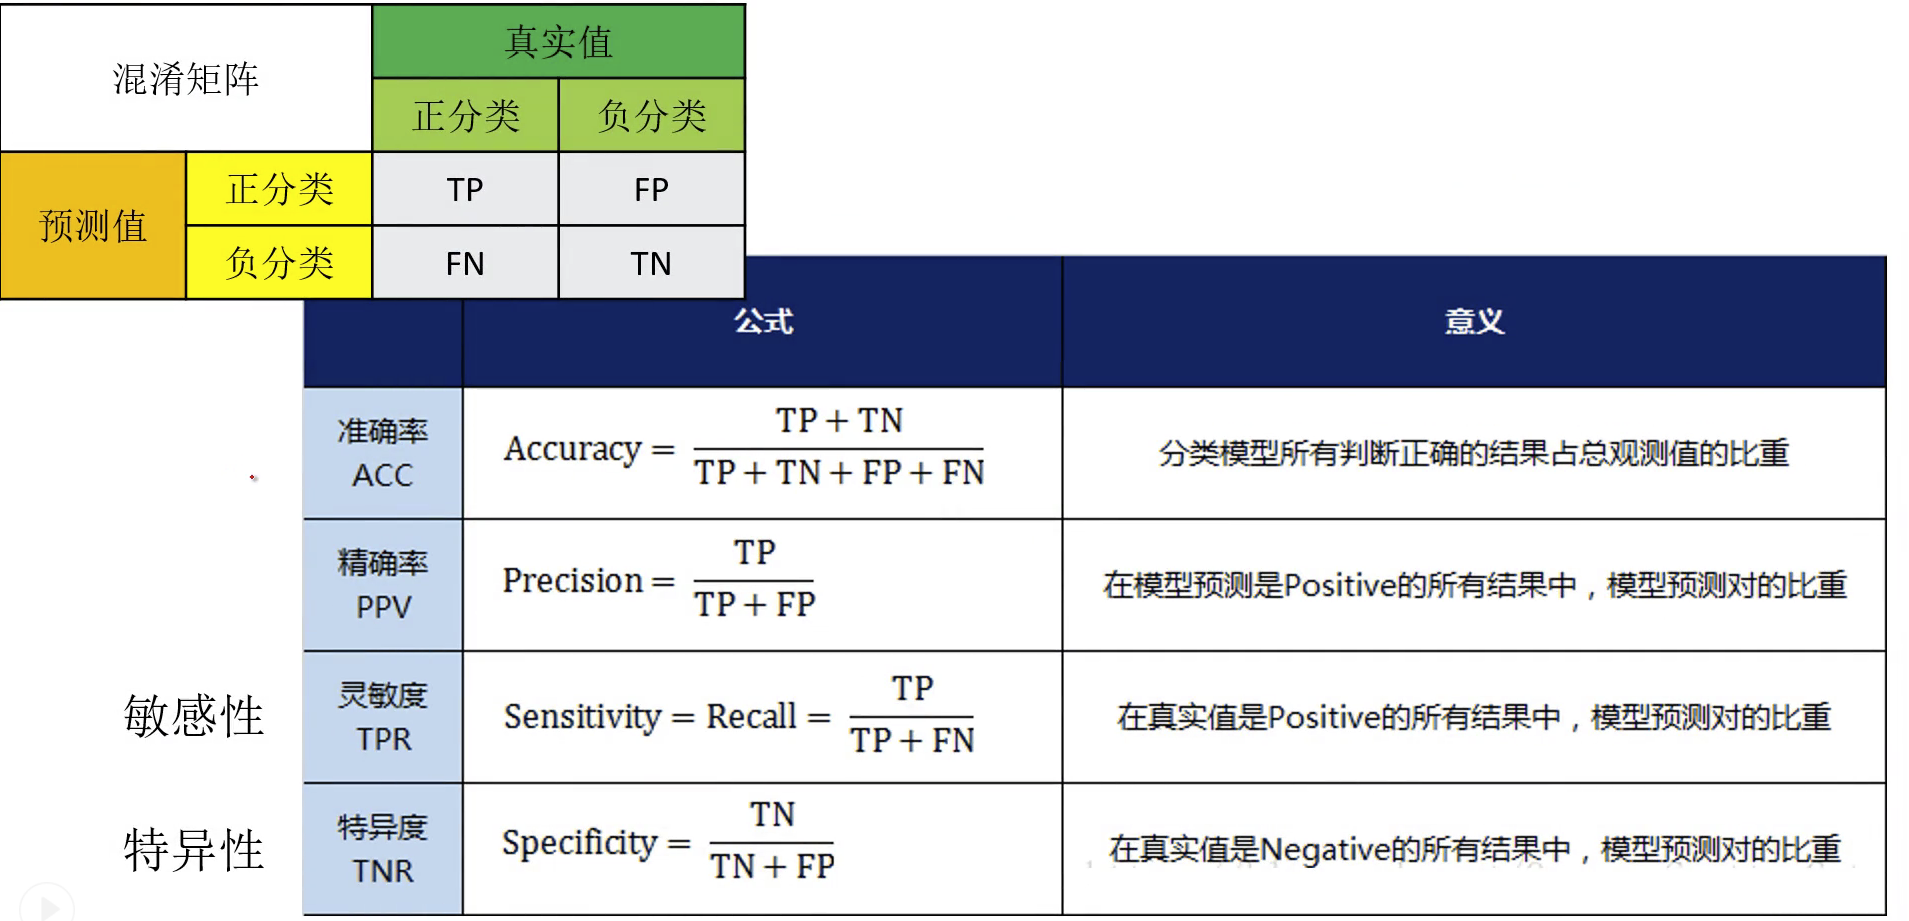 混淆矩阵
真实值
正分类 负分类
预测值
正分类 TP FP
负分类 FN TN
公式 意义
准确率
ACC
Accuracy = (TP + TN) / (TP + TN + FP + FN)
分类模型所有判断正确的结果占总观测值的比重
精确率
PPV
Precision = TP / (TP + FP)
在模型预测是Positive的所有结果中，模型预测对的比重
敏感性
灵敏度
TPR
Sensitivity = Recall = TP / (TP + FN)
在真实值是Positive的所有结果中，模型预测对的比重
特异性
特异度
TNR
Specificity = TN / (TN + FP)
在真实值是Negative的所有结果中，模型预测对的比重